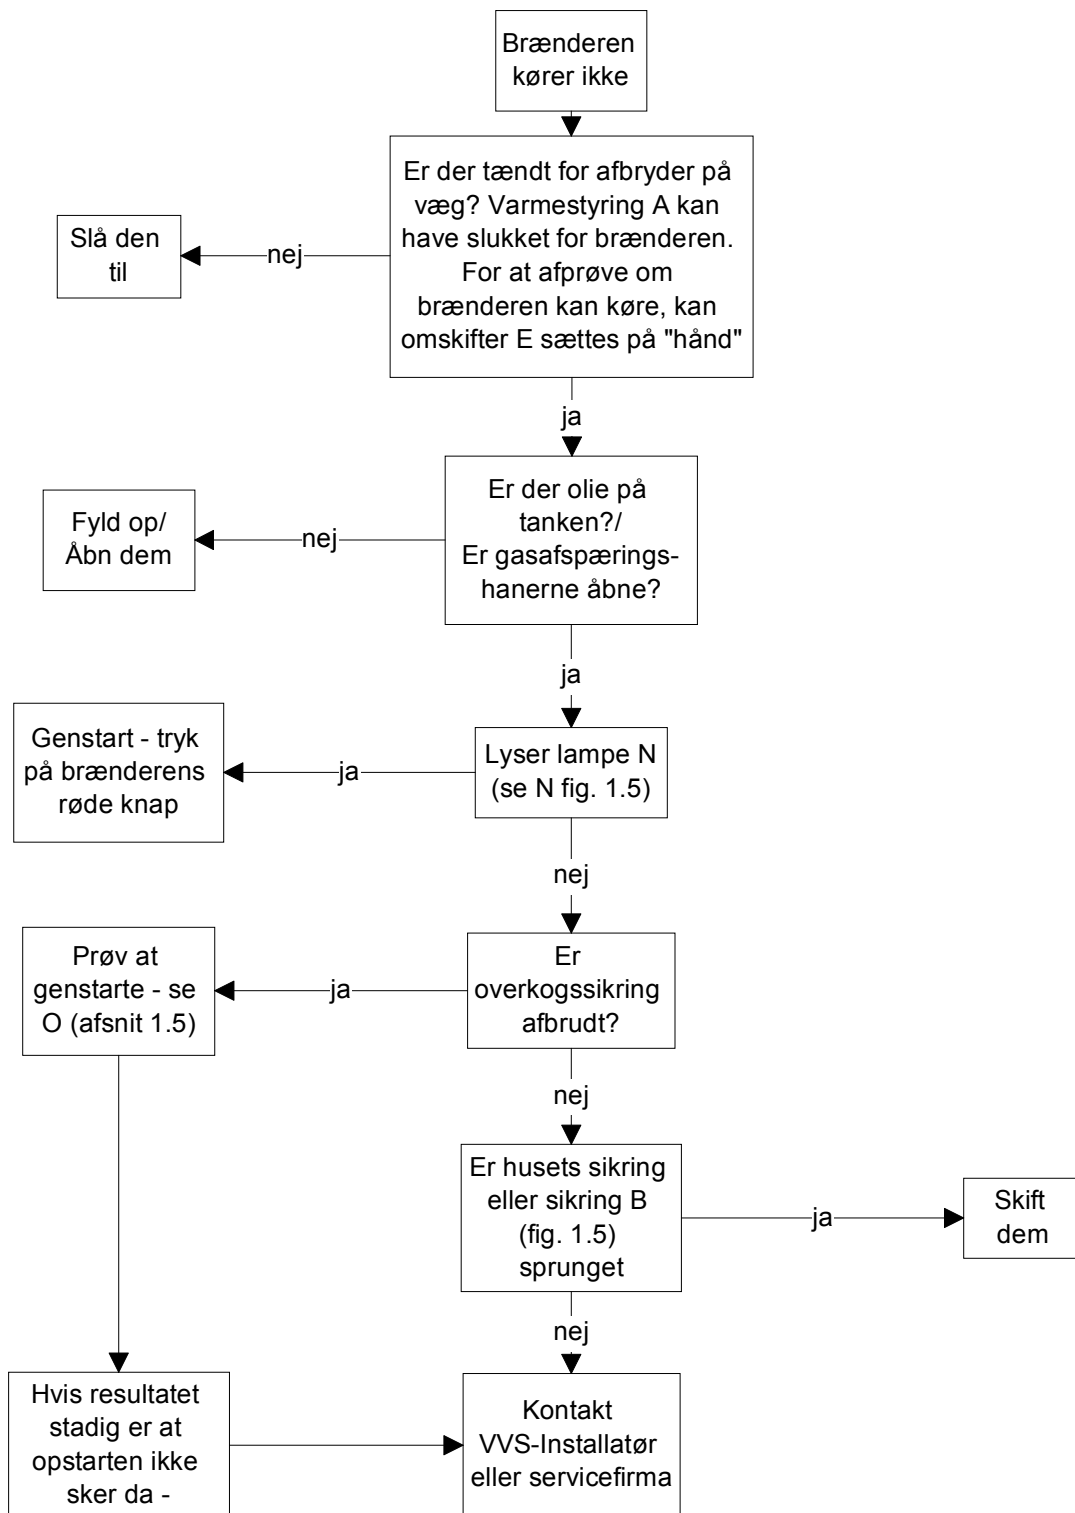 Brænderen
kører ikke
Er der tændt for afbryder på
væg? Varmestyring A kan
have slukket for brænderen.
For at afprøve om
brænderen kan køre, kan
omskifter E sættes på "hånd"
nej
Slå den
til
ja
Er der olie på
tanken?/
Er gasafspærings-
hanerne åbne?
nej
Fyld op/
Åbn dem
ja
Lyser lampe N
(se N fig. 1.5)
ja
Genstart - tryk
på brænderens
røde knap
nej
Er
overkogssikring
afbrudt?
ja
Prøv at
genstarte - se
O (afsnit 1.5)
nej
Er husets sikring
eller sikring B
(fig. 1.5)
sprunget
ja
Skift
dem
nej
Hvis resultatet
stadig er at
opstarten ikke
sker da -
Kontakt
VVS-Installatør
eller servicefirma